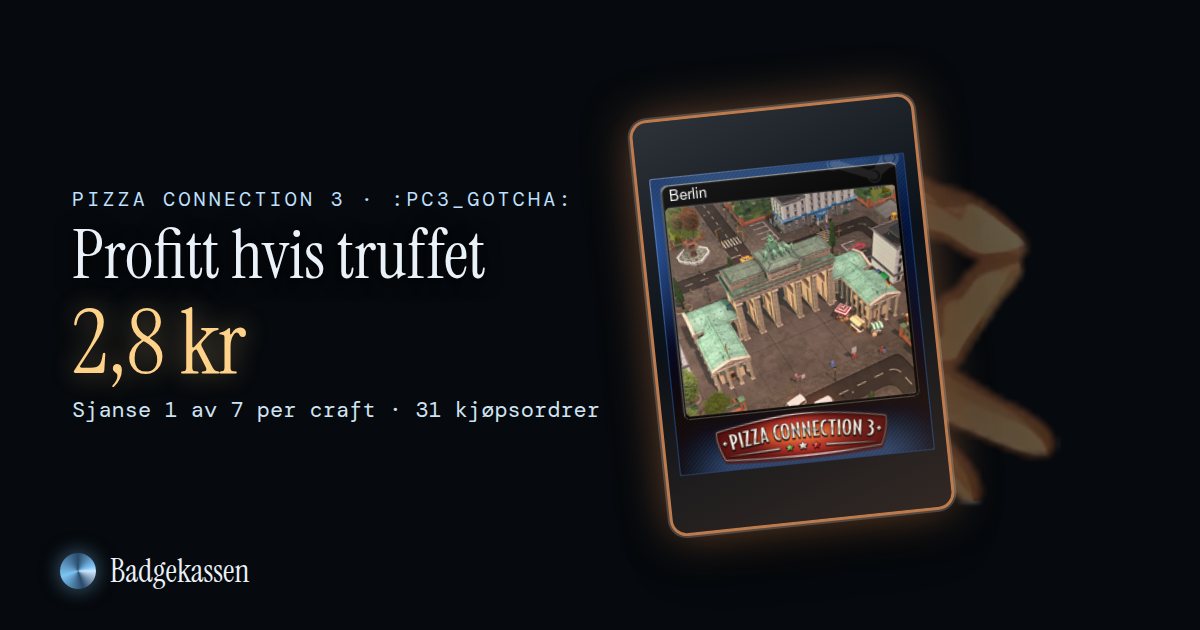 PIZZA CONNECTION 3 · :PC3_GOTCHA:
Profitt hvis truffet
2,8 kr
Sjanse 1 av 7 per craft · 31 kjøpsordrer
Berlin
PIZZA CONNECTION 3
Badgekassen